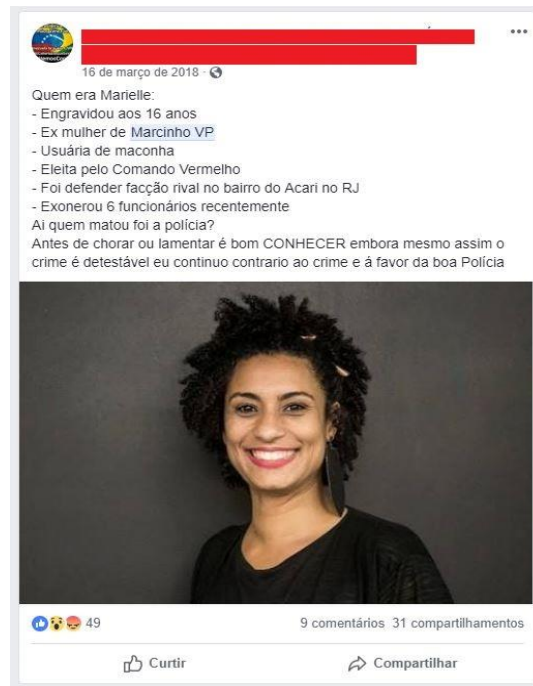 16 de março de 2018 ·
Quem era Marielle:
- Engravidou aos 16 anos
- Ex mulher de Marcinho VP
- Usuária de maconha
- Eleita pelo Comando Vermelho
- Foi defender facção rival no bairro do Acari no RJ
- Exonerou 6 funcionários recentemente
Ai quem matou foi a polícia?
Antes de chorar ou lamentar é bom CONHECER embora mesmo assim o
crime é detestável eu continuo contrario ao crime e á favor da boa Polícia
49
9 comentários 31 compartilhamentos
Curtir
Compartilhar